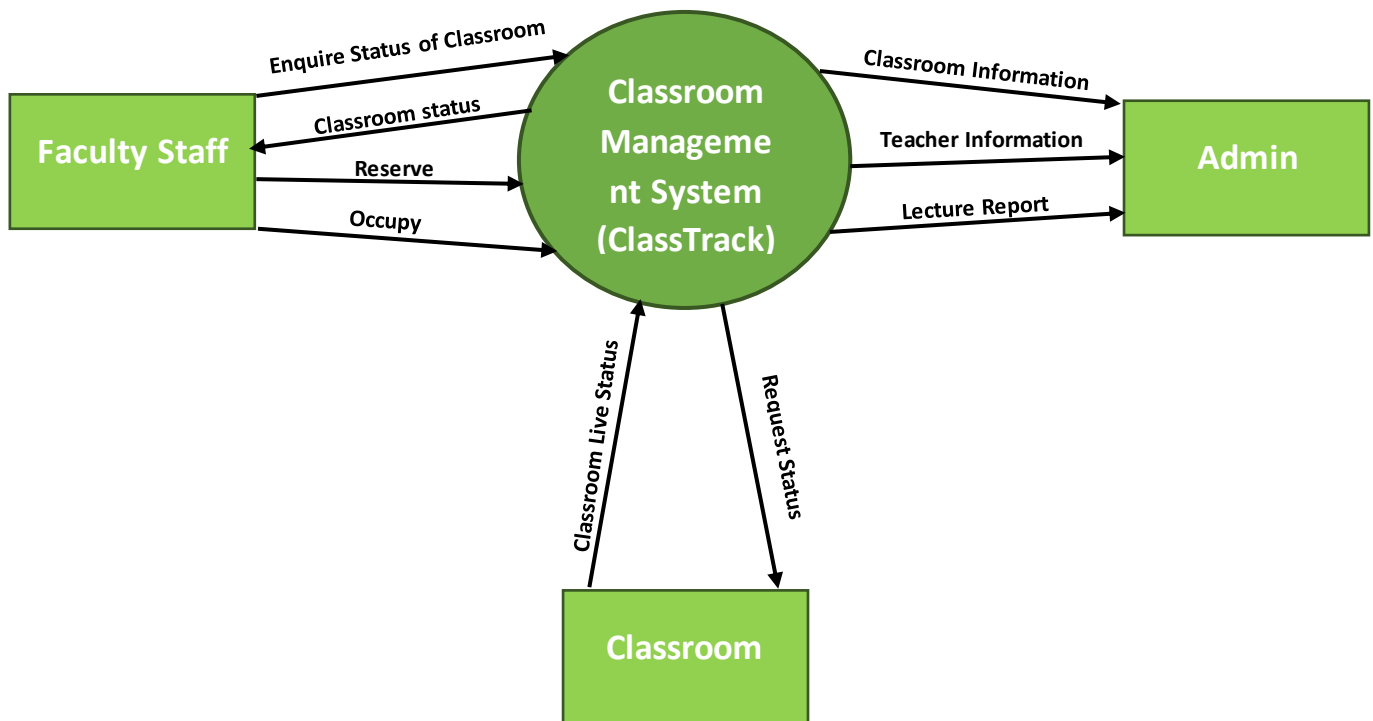 Enquire Status of Classroom
Classroom status
Reserve
Occupy
Faculty Staff
Classroom
Manageme
nt System
(ClassTrack)
Classroom Information
Teacher Information
Lecture Report
Admin
Classroom Live Status
Request Status
Classroom